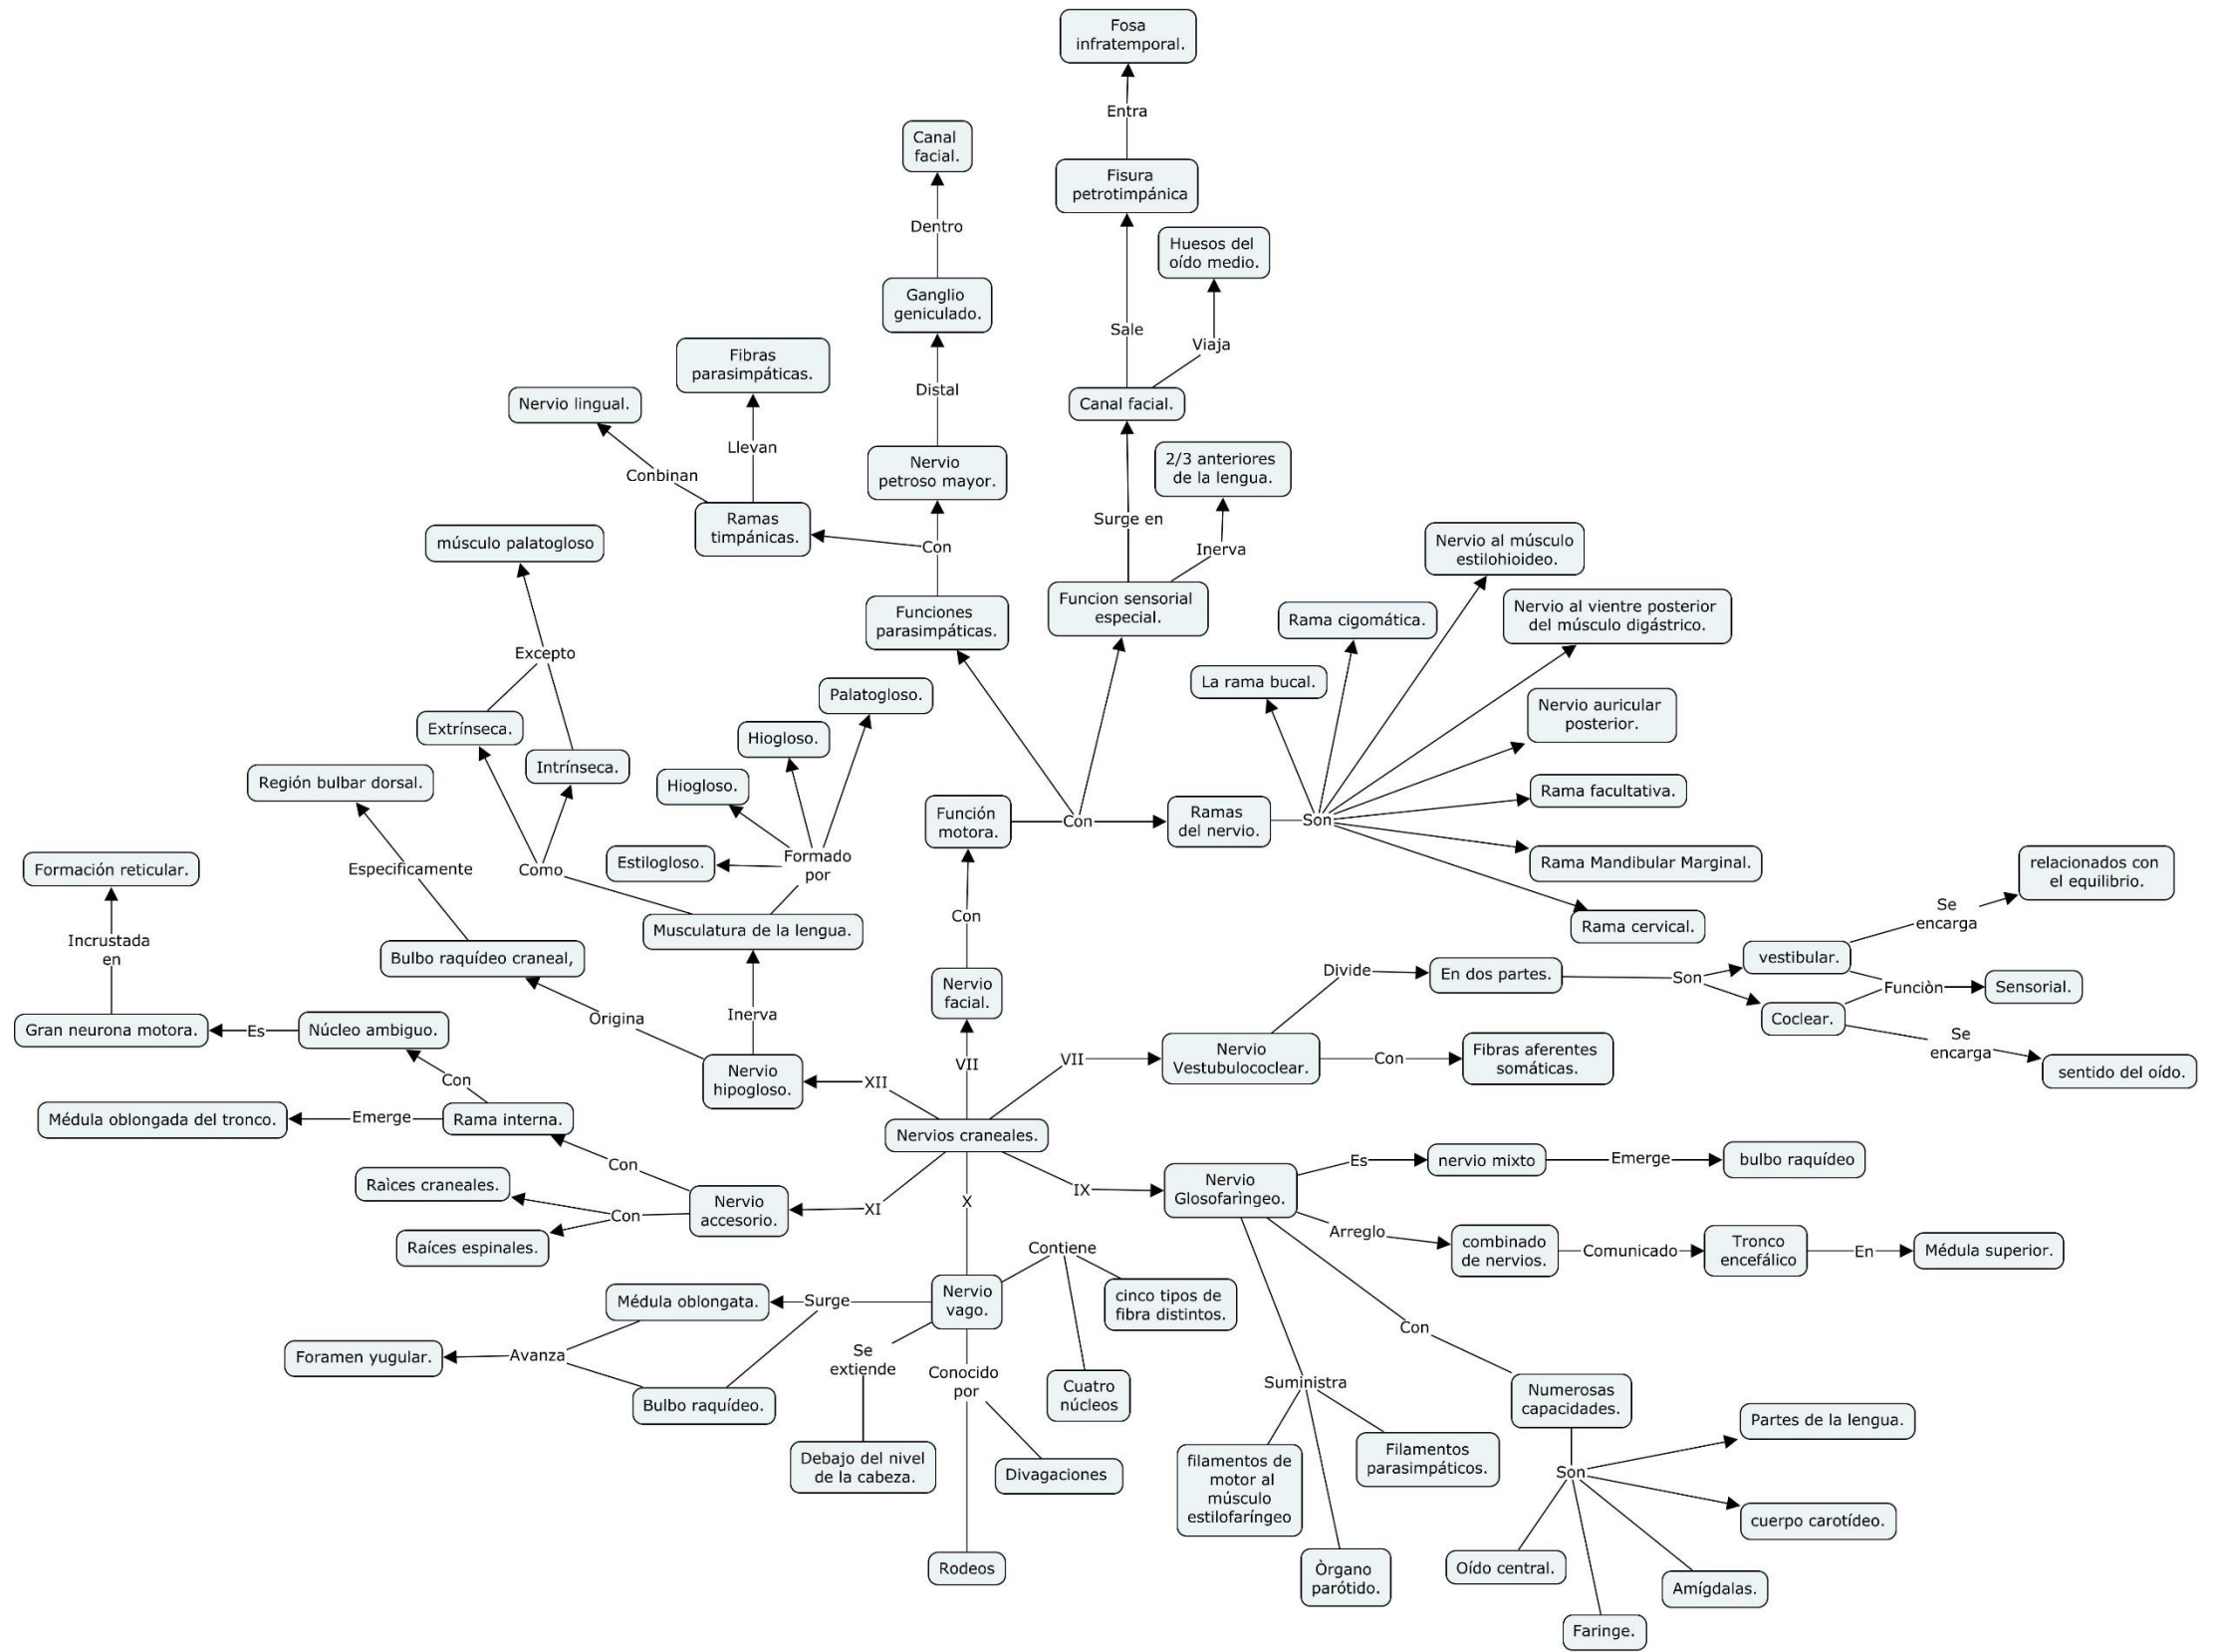 Fosa
infratemporal.
Entra
Canal
facial.
Fisura
petrotimpánica
Dentro
Huesos del
oído medio.
Ganglio
geniculado.
Sale
Viaja
Fibras
parasimpáticas.
Distal
Nervio lingual.
Canal facial.
Llevan
Conbinan
Nervio
petroso mayor.
2/3 anteriores
de la lengua.
Ramas
timpánicas.
Surge en
Con
Inerva
músculo palatogloso
Nervio al músculo
estilohioideo.
Funciones
parasimpáticas.
Funcion sensorial
especial.
Rama cigomática.
Nervio al vientre posterior
del músculo digástrico.
Excepto
La rama bucal.
Palatogloso.
Nervio auricular
posterior.
Extrínseca.
Hiogloso.
Intrínseca.
Región bulbar dorsal.
Hiogloso.
Rama facultativa.
Función
motora.
Con
Ramas
del nervio.
Son
Formado
por
Estilogloso.
Rama Mandibular Marginal.
Formación reticular.
Especificamente
Como
relacionados con
el equilibrio.
Con
Musculatura de la lengua.
Rama cervical.
Se
encarga
Incrustada
en
Bulbo raquídeo craneal,
vestibular.
Nervio
facial.
Divide
En dos partes.
Son
Funciòn
Sensorial.
Coclear.
Origina
Inerva
Gran neurona motora.
Es
Núcleo ambiguo.
Se
encarga
Nervio
Vestubulococlear.
Con
Fibras aferentes
somáticas.
sentido del oído.
VII
VII
Nervio
hipogloso.
XII
Con
Médula oblongada del tronco.
Emerge
Rama interna.
Nervios craneales.
Con
Es
nervio mixto
Emerge
bulbo raquídeo
Raìces craneales.
Nervio
Glosofarìngeo.
IX
X
Nervio
accesorio.
XI
Con
Raíces espinales.
Arreglo
combinado
de nervios.
Comunicado
Tronco
encefálico
En
Médula superior.
Contiene
Médula oblongata.
Surge
Nervio
vago.
cinco tipos de
fibra distintos.
Foramen yugular.
Avanza
Se
extiende
Conocido
por
Con
Cuatro
núcleos
Suministra
Bulbo raquídeo.
Numerosas
capacidades.
Partes de la lengua.
Debajo del nivel
de la cabeza.
Divagaciones
filamentos de
motor al
músculo
estilofaríngeo
Filamentos
parasimpáticos.
Son
cuerpo carotídeo.
Rodeos
Òrgano
parótido.
Oído central.
Amígdalas.
Faringe.